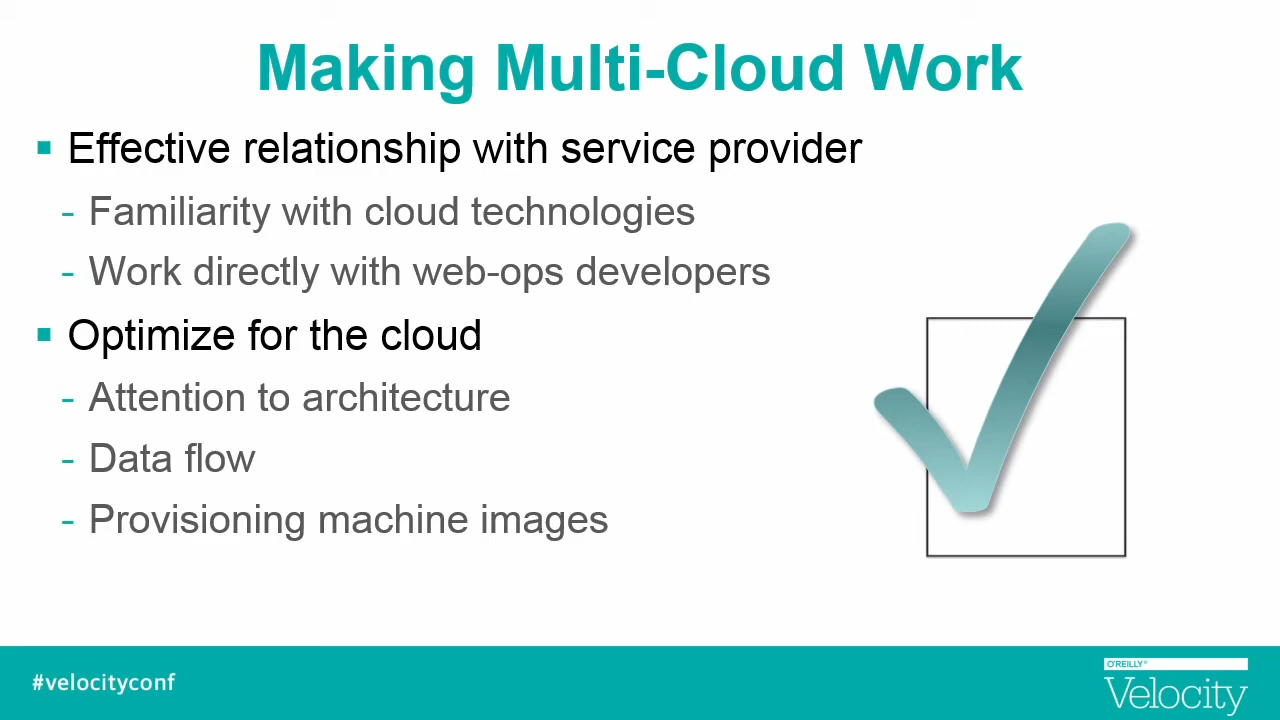 Making Multi-Cloud Work
▪ Effective relationship with service provider
- Familiarity with cloud technologies
- Work directly with web-ops developers
▪ Optimize for the cloud
- Attention to architecture
- Data flow
- Provisioning machine images
#velocityconf
O'REILLY®
Velocity